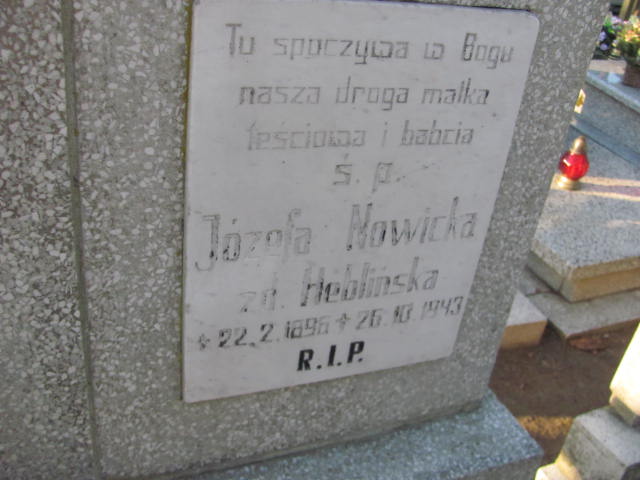 Tu spoczywa w Bogu
nasza droga matka
teściowa i babcia
ś. p.
Józefa Nowicka
zd. Heblińska
+ 22.2.1896 + 26.10.1943
R.I.P.